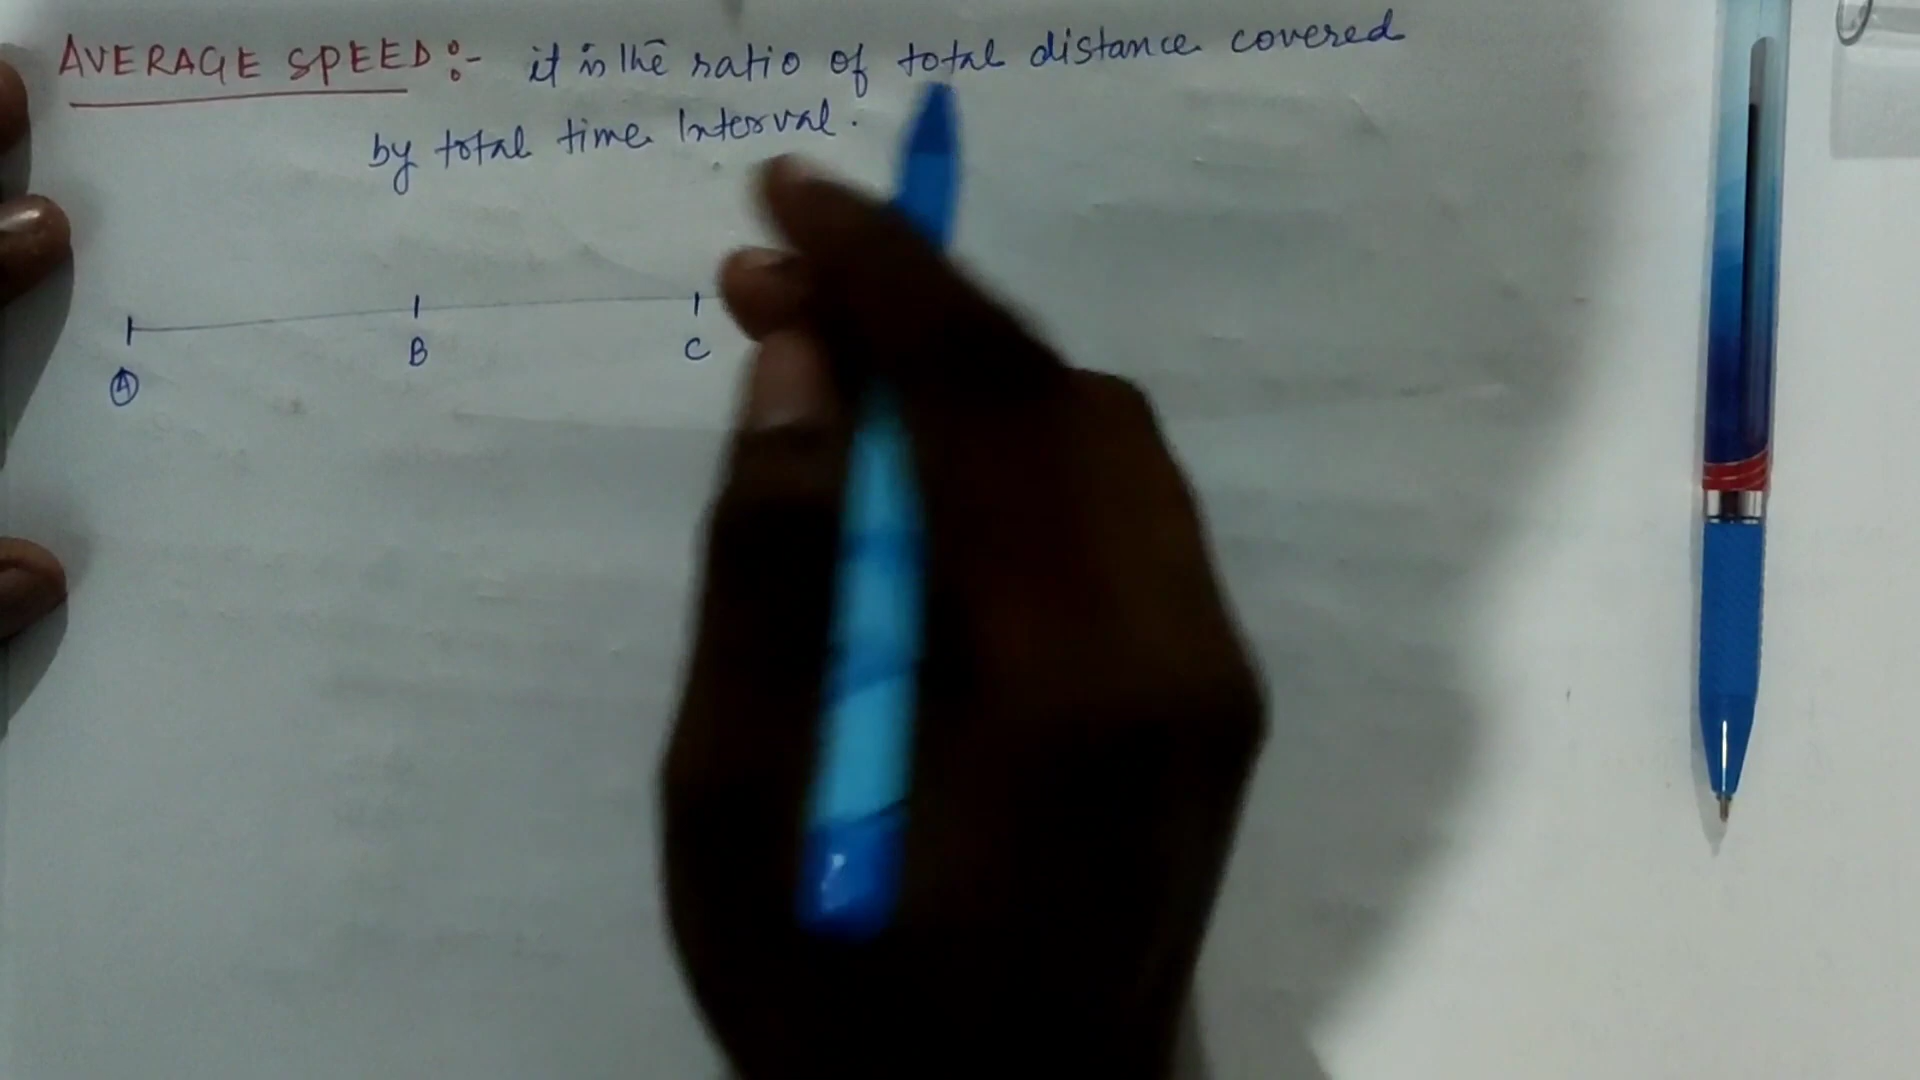 AVERAGE SPEED :- it is the ratio of total distance covered
by total time Interval.
A B C